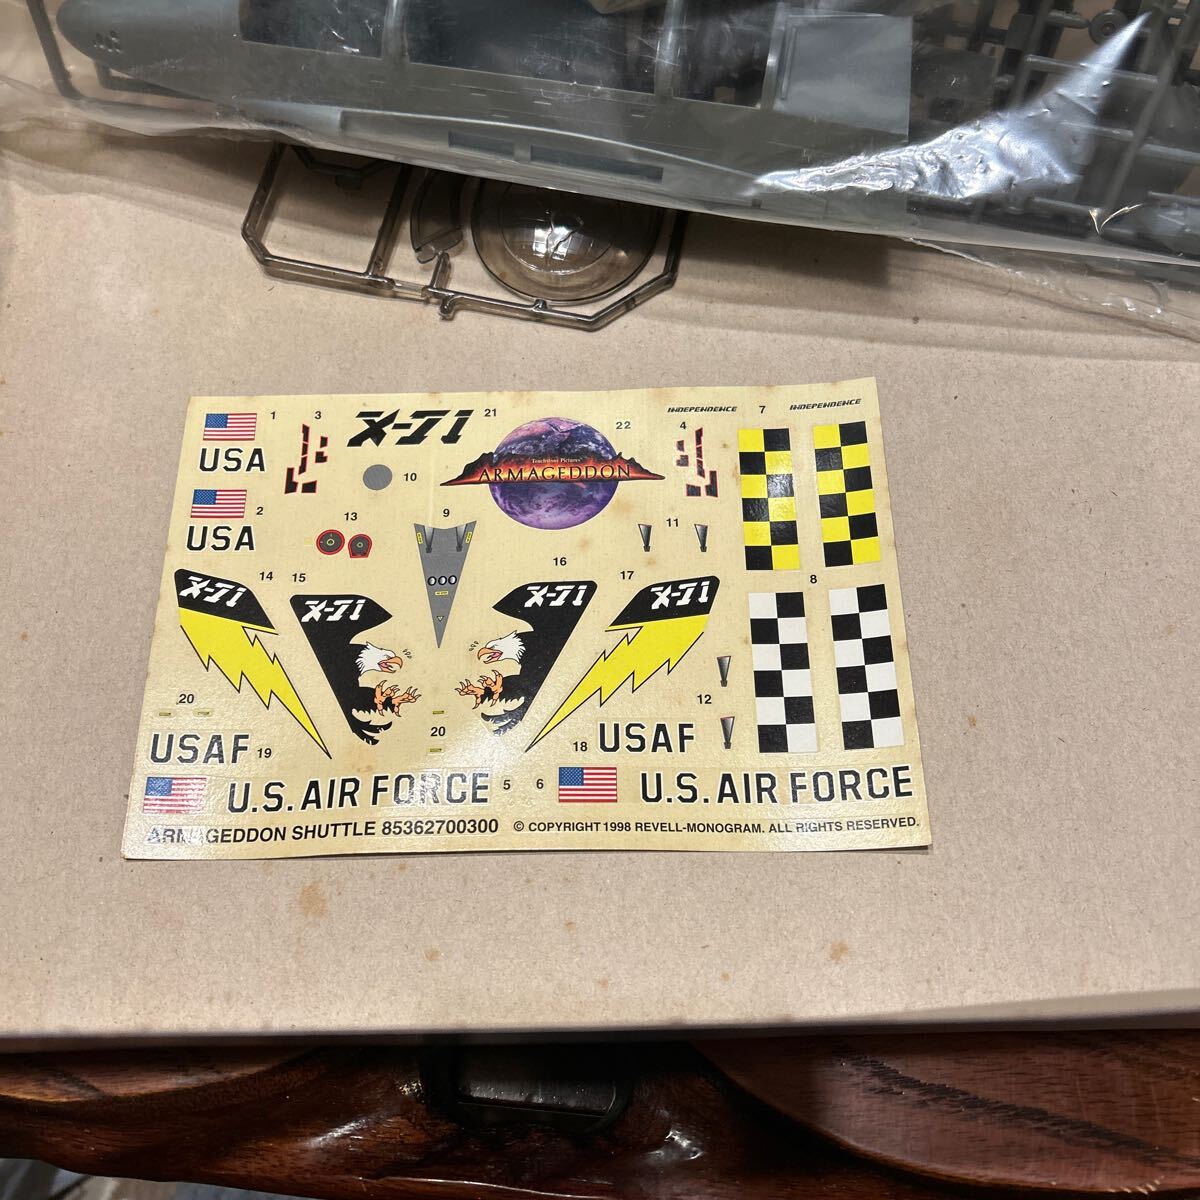 1
3
X-71
21
22
4
INDEPENDENCE
7
INDEPENDENCE
USA
10
Touchstone Pictures
ARMAGEDDON
2
USA
13
9
11
14
15
16
17
8
X-71
X-71
X-71
X-71
20
12
20
USAF
19
18
USAF
U.S. AIR FORCE
5
6
U.S. AIR FORCE
ARMAGEDDON SHUTTLE 85362700300 © COPYRIGHT 1998 REVELL-MONOGRAM. ALL RIGHTS RESERVED.